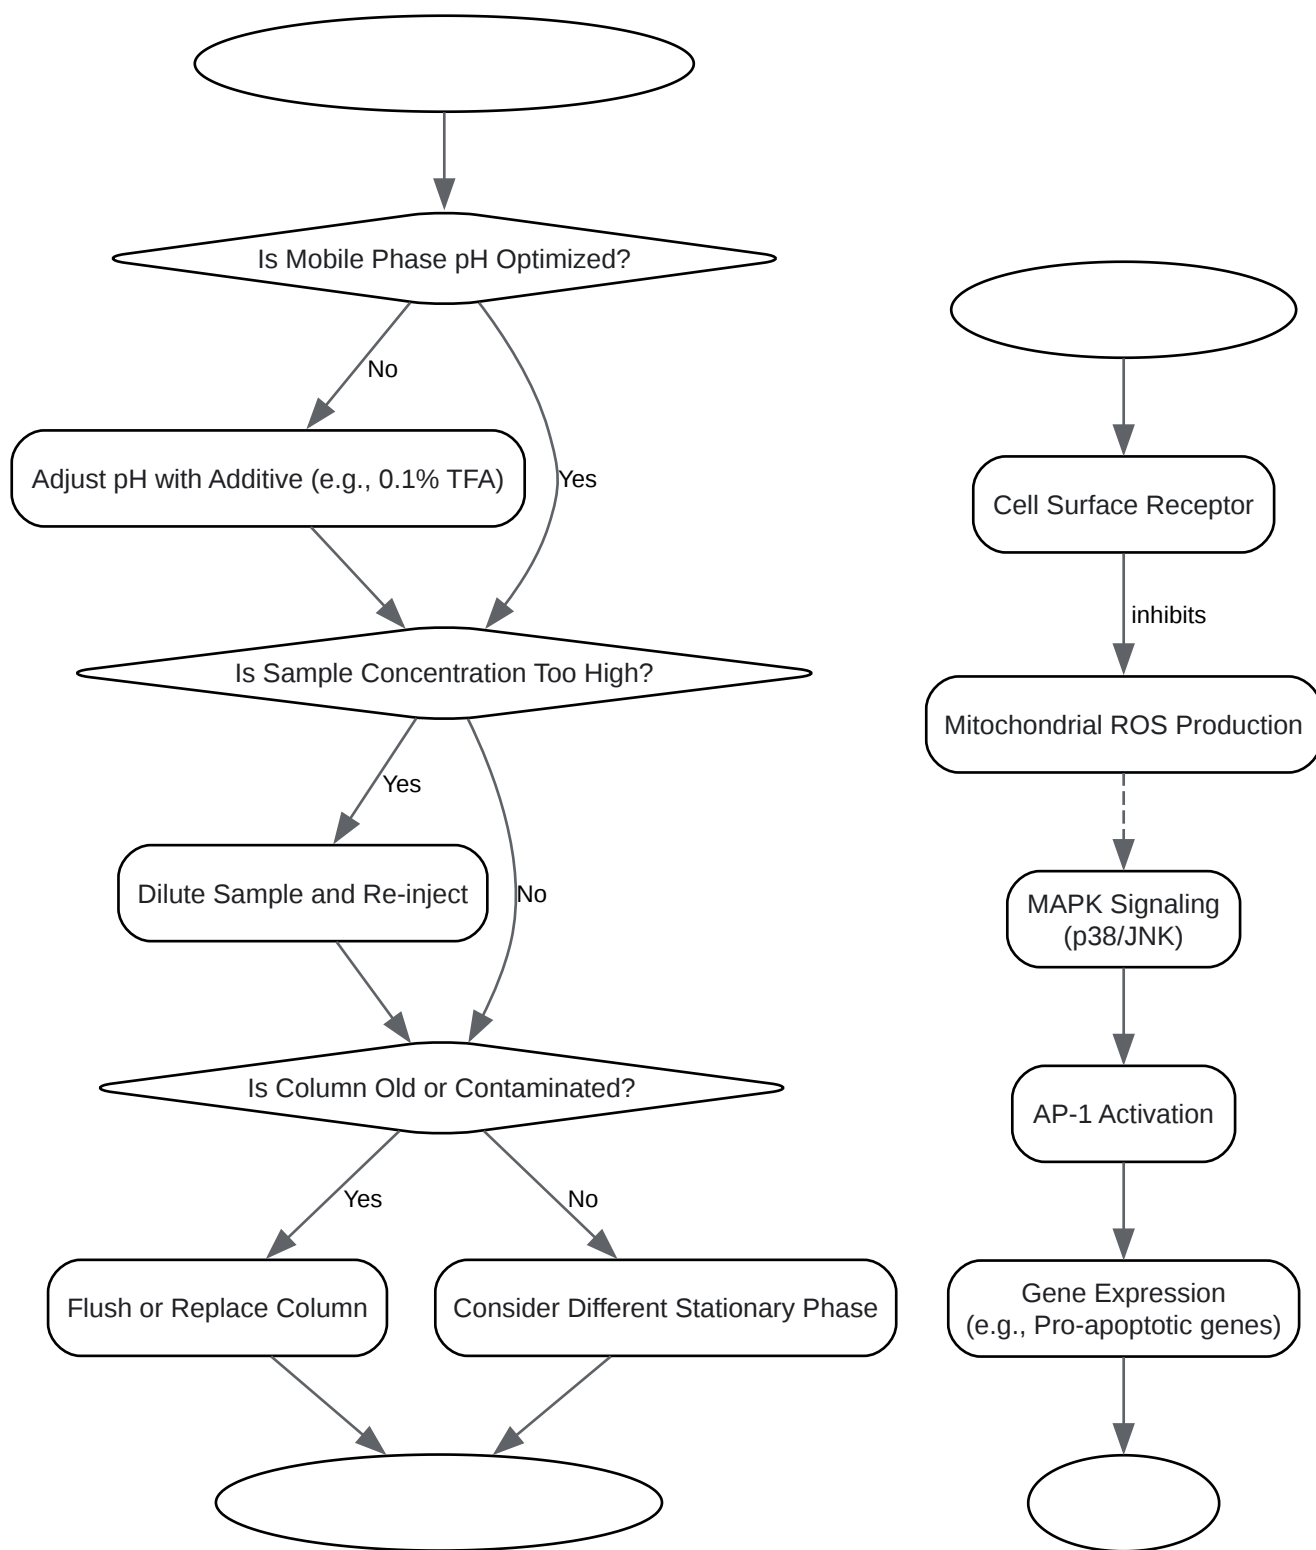 Is Mobile Phase pH Optimized?
No
Yes
Adjust pH with Additive (e.g., 0.1% TFA)
Is Sample Concentration Too High?
Yes
No
Dilute Sample and Re-inject
Is Column Old or Contaminated?
Yes
No
Flush or Replace Column
Consider Different Stationary Phase
Cell Surface Receptor
inhibits
Mitochondrial ROS Production
MAPK Signaling
(p38/JNK)
AP-1 Activation
Gene Expression
(e.g., Pro-apoptotic genes)